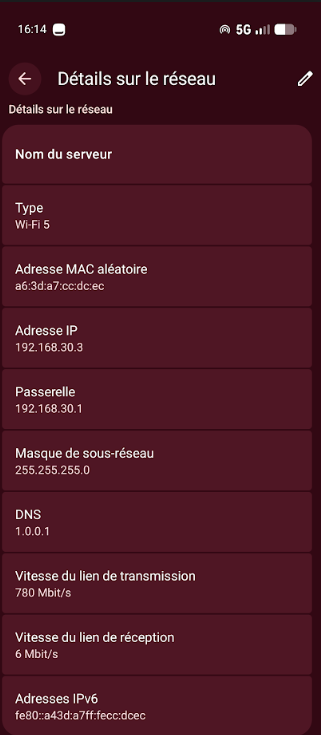 16:14
5G
Détails sur le réseau
Détails sur le réseau
Nom du serveur
Type
Wi-Fi 5
Adresse MAC aléatoire
a6:3d:a7:cc:dc:ec
Adresse IP
192.168.30.3
Passerelle
192.168.30.1
Masque de sous-réseau
255.255.255.0
DNS
1.0.0.1
Vitesse du lien de transmission
780 Mbit/s
Vitesse du lien de réception
6 Mbit/s
Adresses IPv6
fe80::a43d:a7ff:fecc:dcec